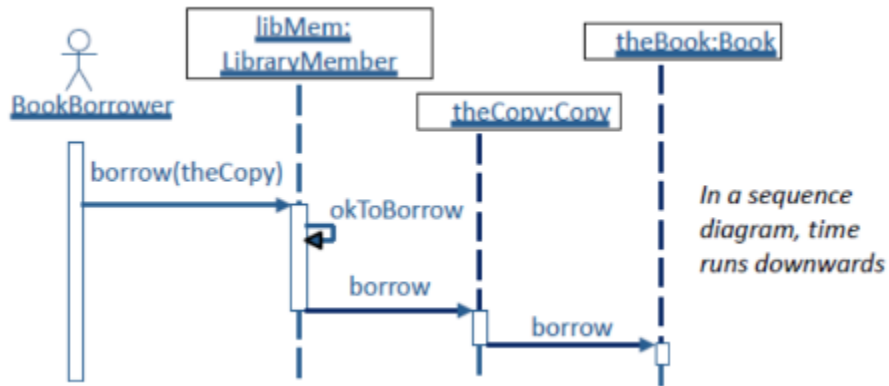 libMem:
LibraryMember
theBook:Book
BookBorrower
theCopy:Copy
borrow(theCopy)
okToBorrow
In a sequence
diagram, time
runs downwards
borrow
borrow